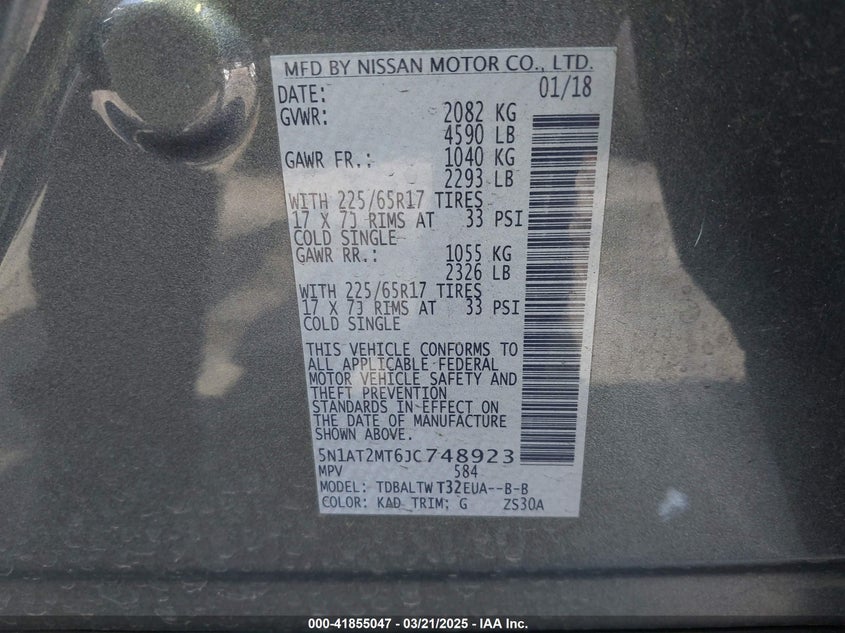 MFD BY NISSAN MOTOR CO., LTD.
DATE: 01/18
GVWR: 2082 KG
4590 LB
GAWR FR.: 1040 KG
2293 LB
WITH 225/65R17 TIRES
17 X 7J RIMS AT 33 PSI
COLD SINGLE
GAWR RR.: 1055 KG
2326 LB
WITH 225/65R17 TIRES
17 X 7J RIMS AT 33 PSI
COLD SINGLE
THIS VEHICLE CONFORMS TO
ALL APPLICABLE FEDERAL
MOTOR VEHICLE SAFETY AND
THEFT PREVENTION
STANDARDS IN EFFECT ON
THE DATE OF MANUFACTURE
SHOWN ABOVE.
5N1AT2MT6JC748923
MPV 584
MODEL: TDBALTWT32EUA--B-B
COLOR: KAD TRIM: G ZS30A
000-41855047 — 03/21/2025 — IAA Inc.